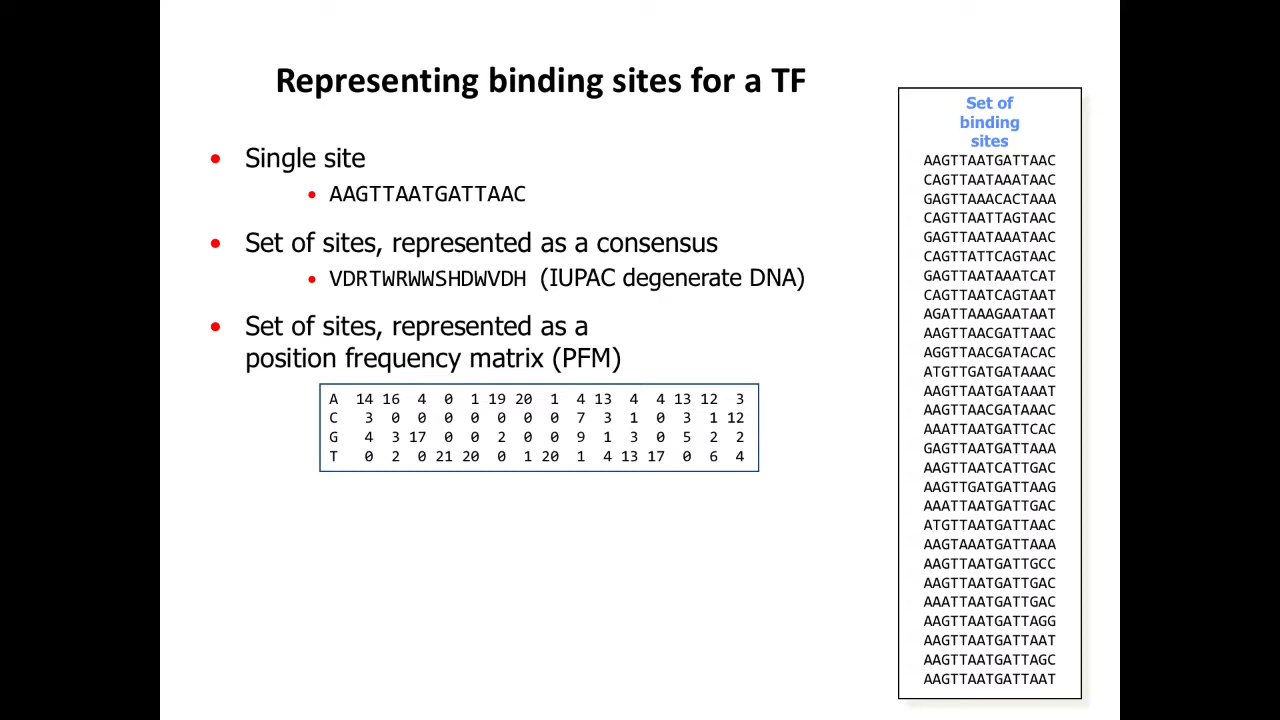 Representing binding sites for a TF
• Single site
• AAGTTAATGATTAAC
• Set of sites, represented as a consensus
• VDRTWRWWSHDWVDH (IUPAC degenerate DNA)
• Set of sites, represented as a
position frequency matrix (PFM)
A 14 16 4 0 1 19 20 1 4 13 4 4 13 12 3
C 3 0 0 0 0 0 0 0 7 3 1 0 3 1 12
G 4 3 17 0 0 2 0 0 9 1 3 0 5 2 2
T 0 2 0 21 20 0 1 20 1 4 13 17 0 6 4
Set of
binding
sites
AAGTTAATGATTAAC
CAGTTAATAAATAAC
GAGTTAAACACTAAA
CAGTTAATTAGTAAC
GAGTTAATAAATAAC
CAGTTATTCAGTAAC
GAGTTAATAAATCAT
CAGTTAATCAGTAAT
AGATTAAAGAATAAT
AAGTTAACGATTAAC
AGGTTAACGATACAC
ATGTTGATGATAAAC
AAGTTAATGATAAAT
AAGTTAACGATAAAC
AAATTAATGATTCAC
GAGTTAATGATTAAA
AAGTTAATCATTGAC
AAGTTGATGATTAAG
AAATTAATGATTGAC
ATGTTAATGATTAAC
AAGTAAATGATTAAA
AAGTTAATGATTGCC
AAGTTAATGATTGAC
AAATTAATGATTGAC
AAGTTAATGATTAGG
AAGTTAATGATTAAT
AAGTTAATGATTAGC
AAGTTAATGATTAAT